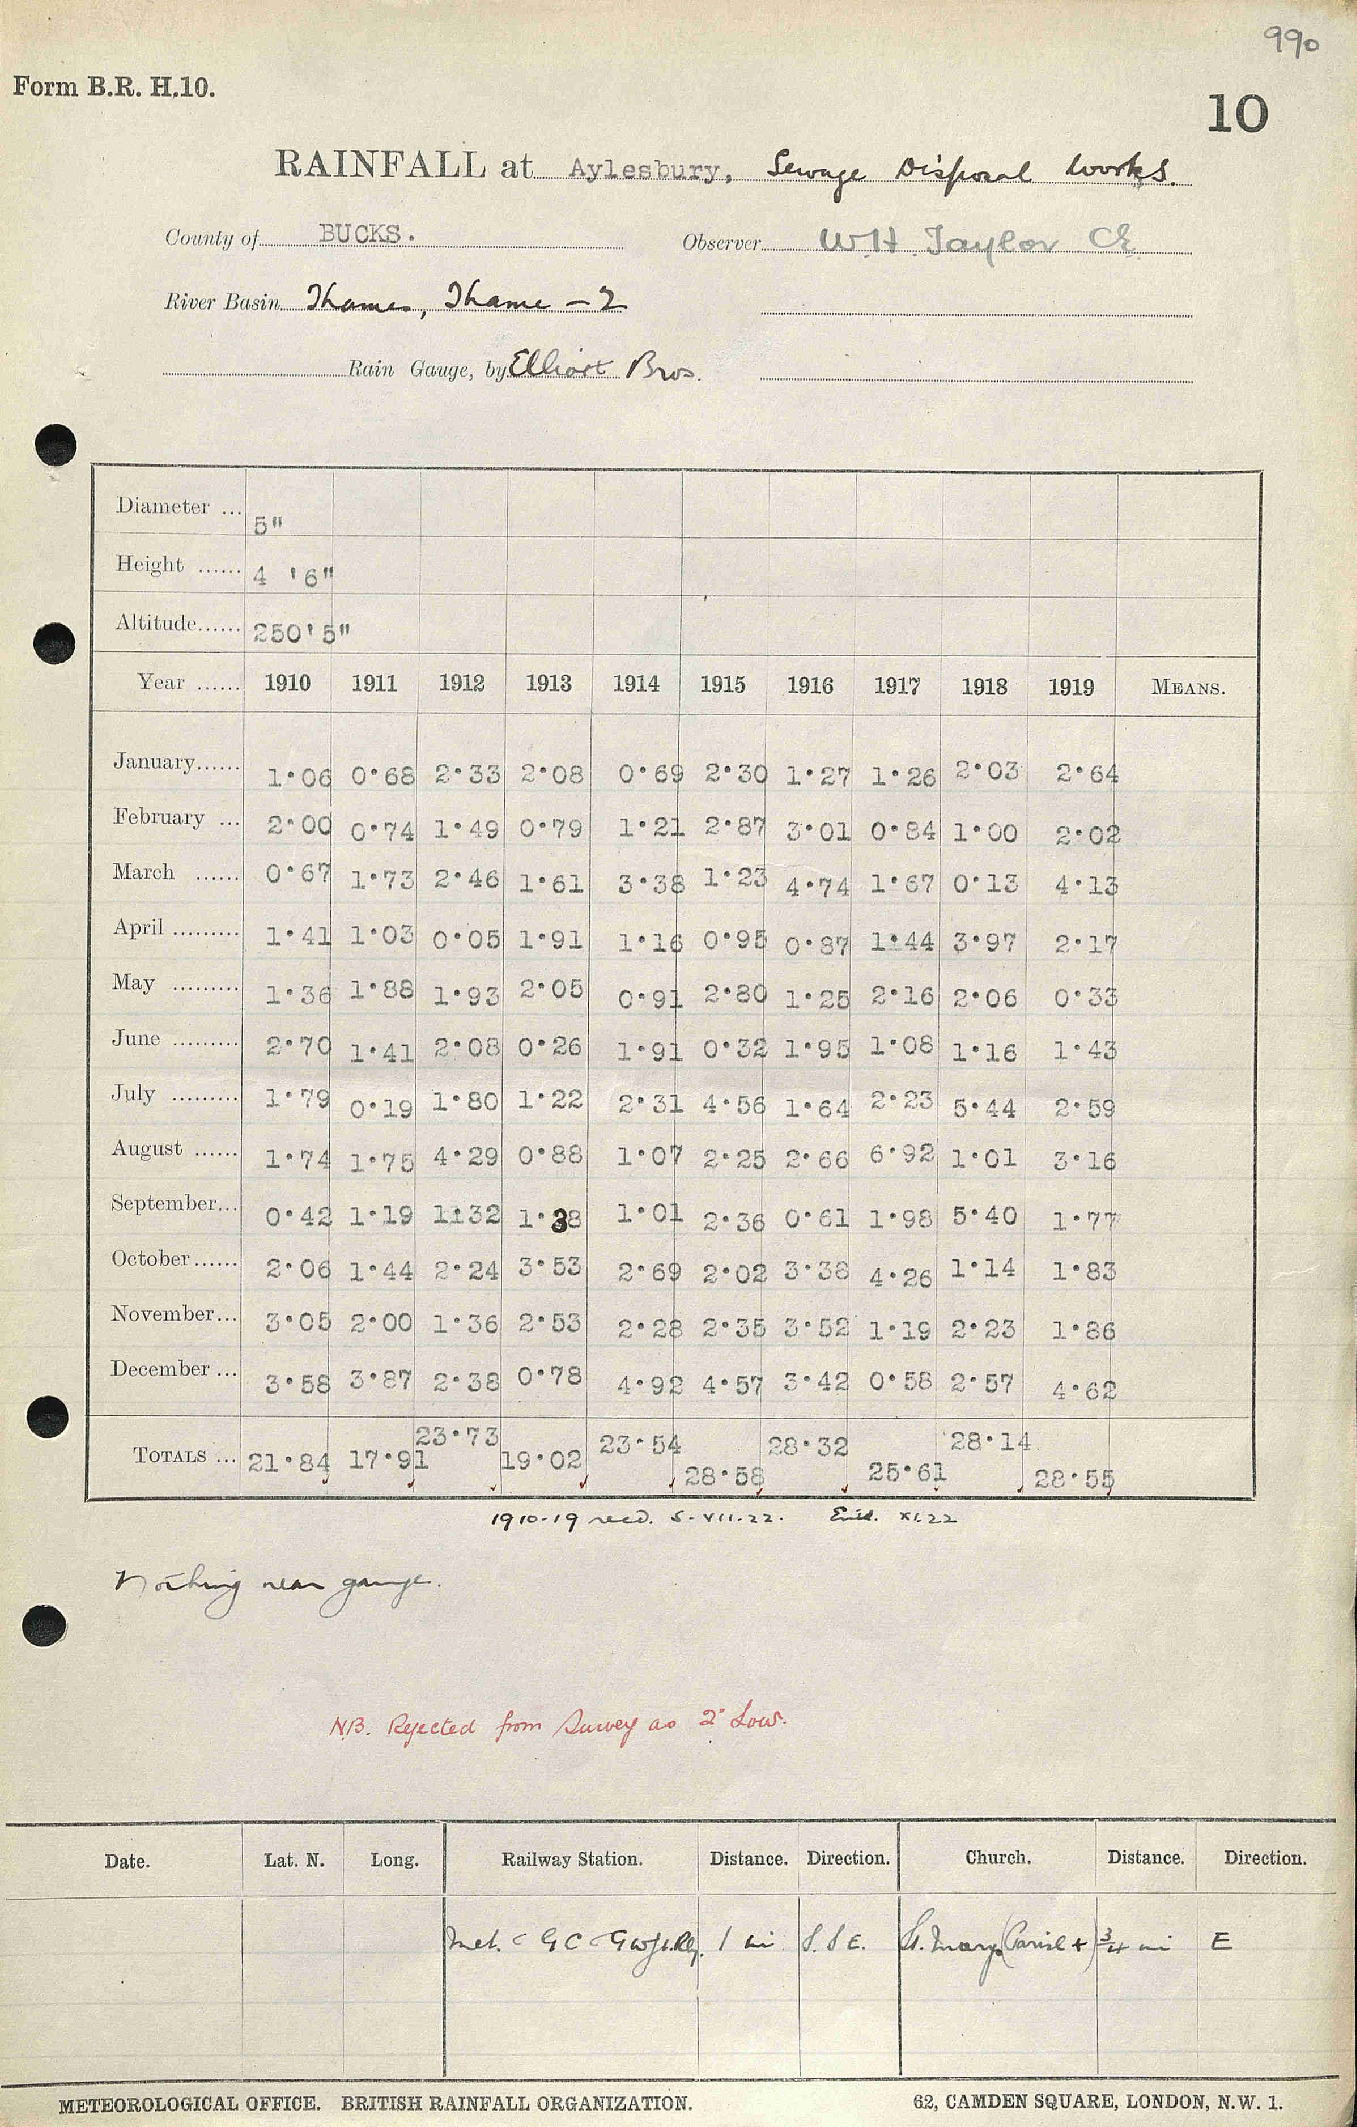 990
Form B.R. H.10.
10
RAINFALL at Aylesbury, Sewage Disposal Works.
County of BUCKS. Observer W.H. Taylor CE
River Basin Thames, Thame - 2
Rain Gauge, by Elliott Bros.
Diameter ... 5"
Height ...... 4 '6"
Altitude...... 250'5"
Year ...... 1910 1911 1912 1913 1914 1915 1916 1917 1918 1919 MEANS.
January...... 1·06 0·68 2·33 2·08 0·69 2·30 1·27 1·26 2·03 2·64
February ... 2·00 0·74 1·49 0·79 1·21 2·87 3·01 0·84 1·00 2·02
March ...... 0·67 1·73 2·46 1·61 3·38 1·23 4·74 1·67 0·13 4·13
April ......... 1·41 1·03 0·05 1·91 1·16 0·95 0·87 1·44 3·97 2·17
May ......... 1·36 1·88 1·93 2·05 0·91 2·80 1·25 2·16 2·06 0·33
June ......... 2·70 1·41 2·08 0·26 1·91 0·32 1·95 1·08 1·16 1·43
July ......... 1·79 0·19 1·80 1·22 2·31 4·56 1·64 2·23 5·44 2·59
August ...... 1·74 1·75 4·29 0·88 1·07 2·25 2·66 6·92 1·01 3·16
September... 0·42 1·19 1·32 1·38 1·01 2·36 0·61 1·98 5·40 1·77
October...... 2·06 1·44 2·24 3·53 2·69 2·02 3·38 4·26 1·14 1·83
November... 3·05 2·00 1·36 2·53 2·28 2·35 3·52 1·19 2·23 1·86
December ... 3·58 3·87 2·38 0·78 4·92 4·57 3·42 0·58 2·57 4·62
TOTALS ... 21·84 17·91 23·73 19·02 23·54 28·58 28·32 25·61 28·14 28·55
1910-19 recd. 5-VII-22. XI.22
Nothing near gauge.
NB. Rejected from Survey as 2" Low.
Date. Lat. N. Long. Railway Station. Distance. Direction. Church. Distance. Direction.
Met. GC 1 mi S.S.E. St. Mary 3/4 mi E
METEOROLOGICAL OFFICE. BRITISH RAINFALL ORGANIZATION. 62, CAMDEN SQUARE, LONDON, N.W. 1.